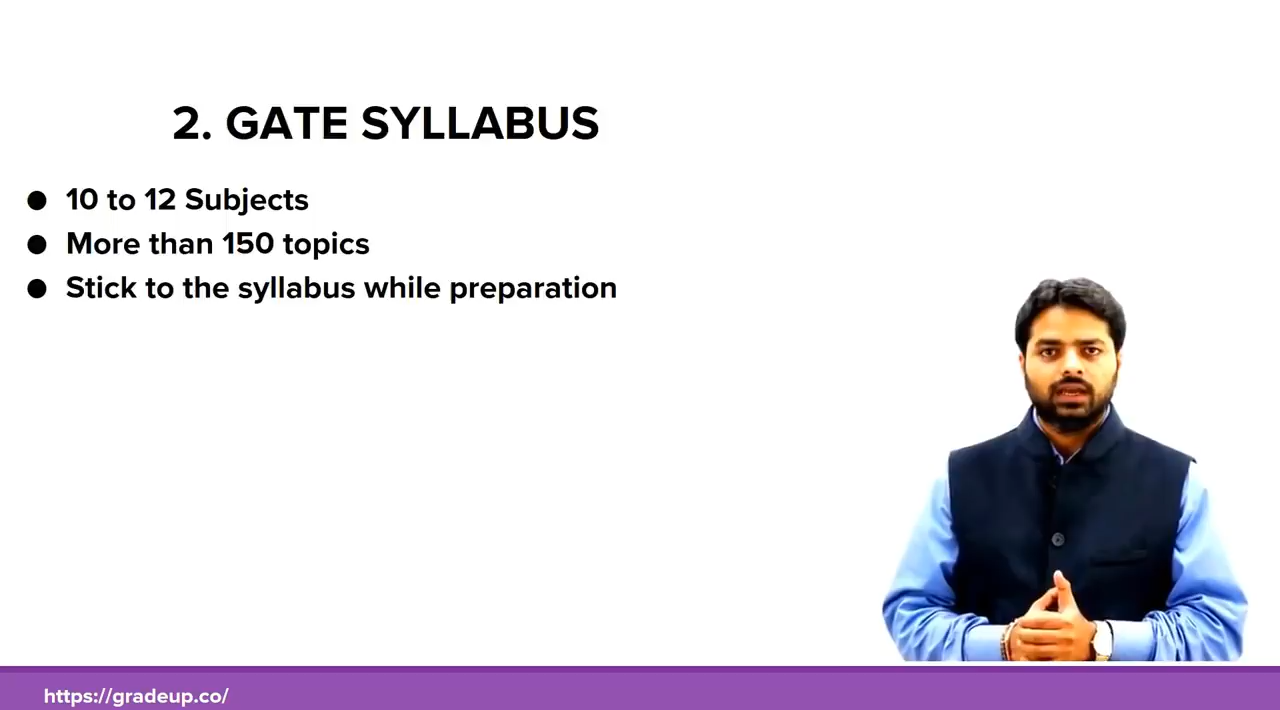 2. GATE SYLLABUS
● 10 to 12 Subjects
● More than 150 topics
● Stick to the syllabus while preparation
https://gradeup.co/